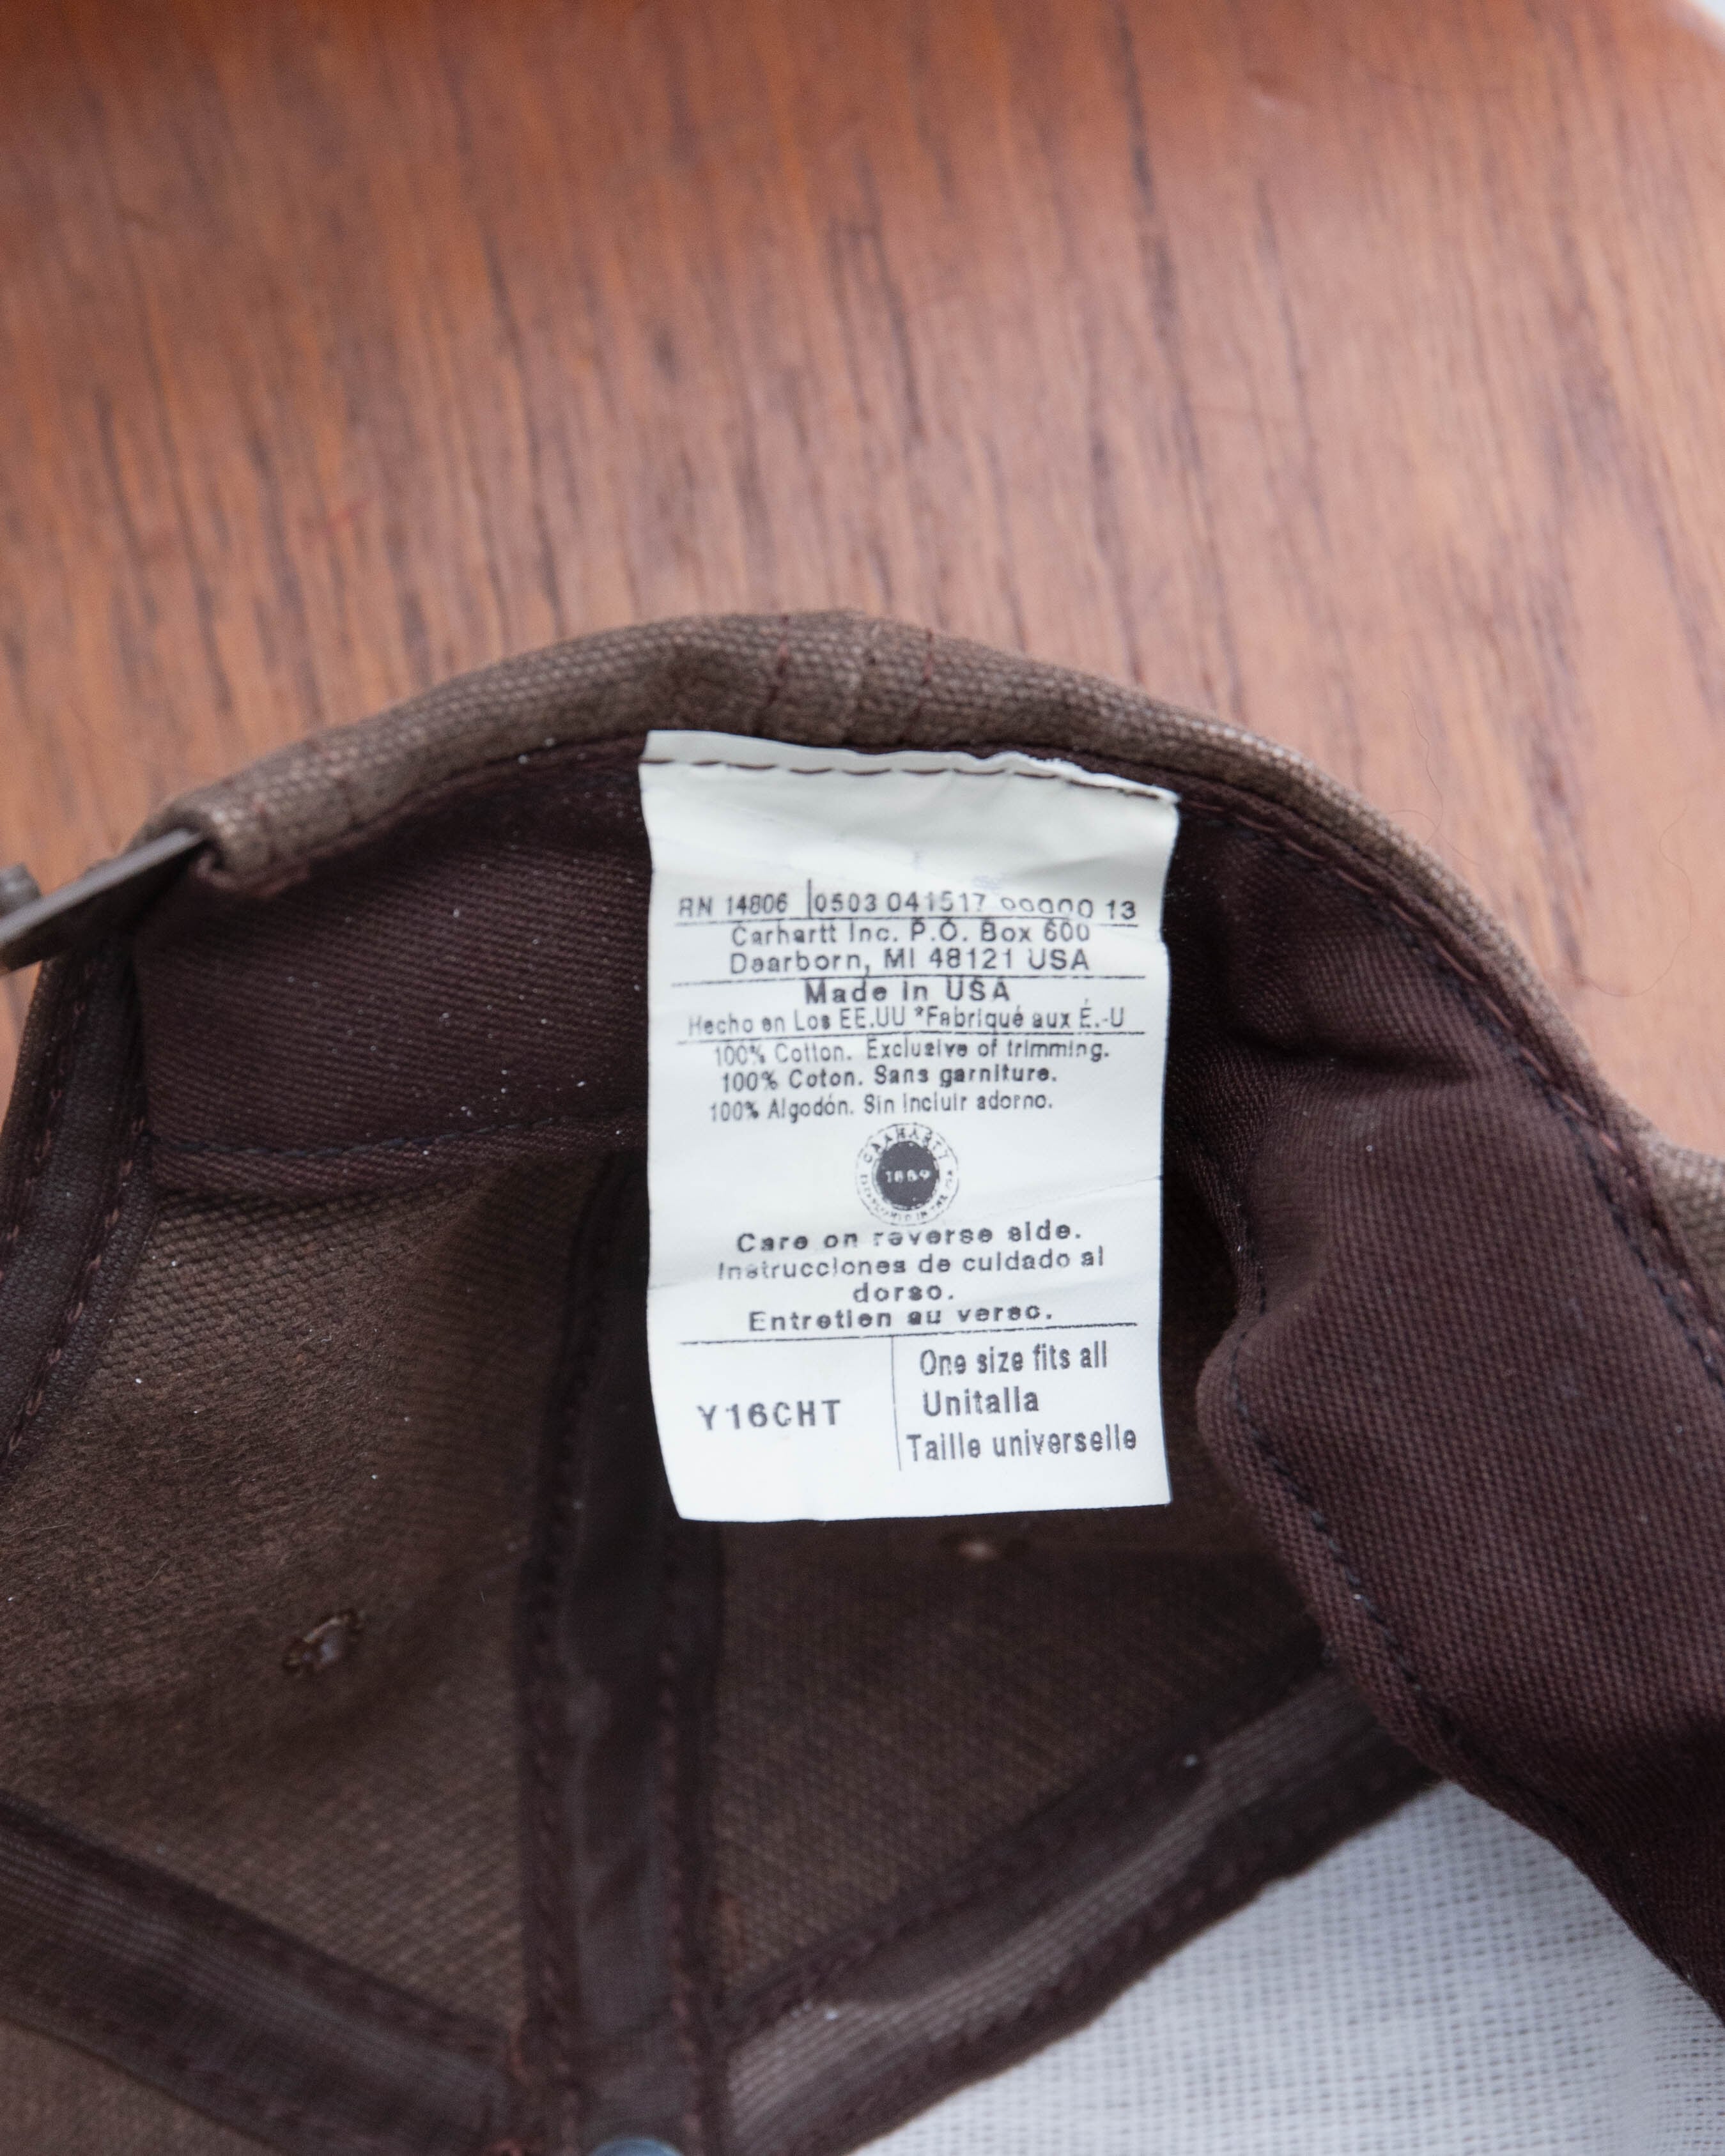 RN 14806 0503 041517 00000 13
Carhartt Inc. P.O. Box 600
Dearborn, MI 48121 USA
Made in USA
Hecho en Los EE.UU *Fabriqué aux É.-U
100% Cotton. Exclusive of trimming.
100% Coton. Sans garniture.
100% Algodón. Sin incluir adorno.
CARHARTT
1889
Care on reverse side.
Instrucciones de cuidado al
dorso.
Entretien au verso.
Y16CHT
One size fits all
Unitalla
Taille universelle